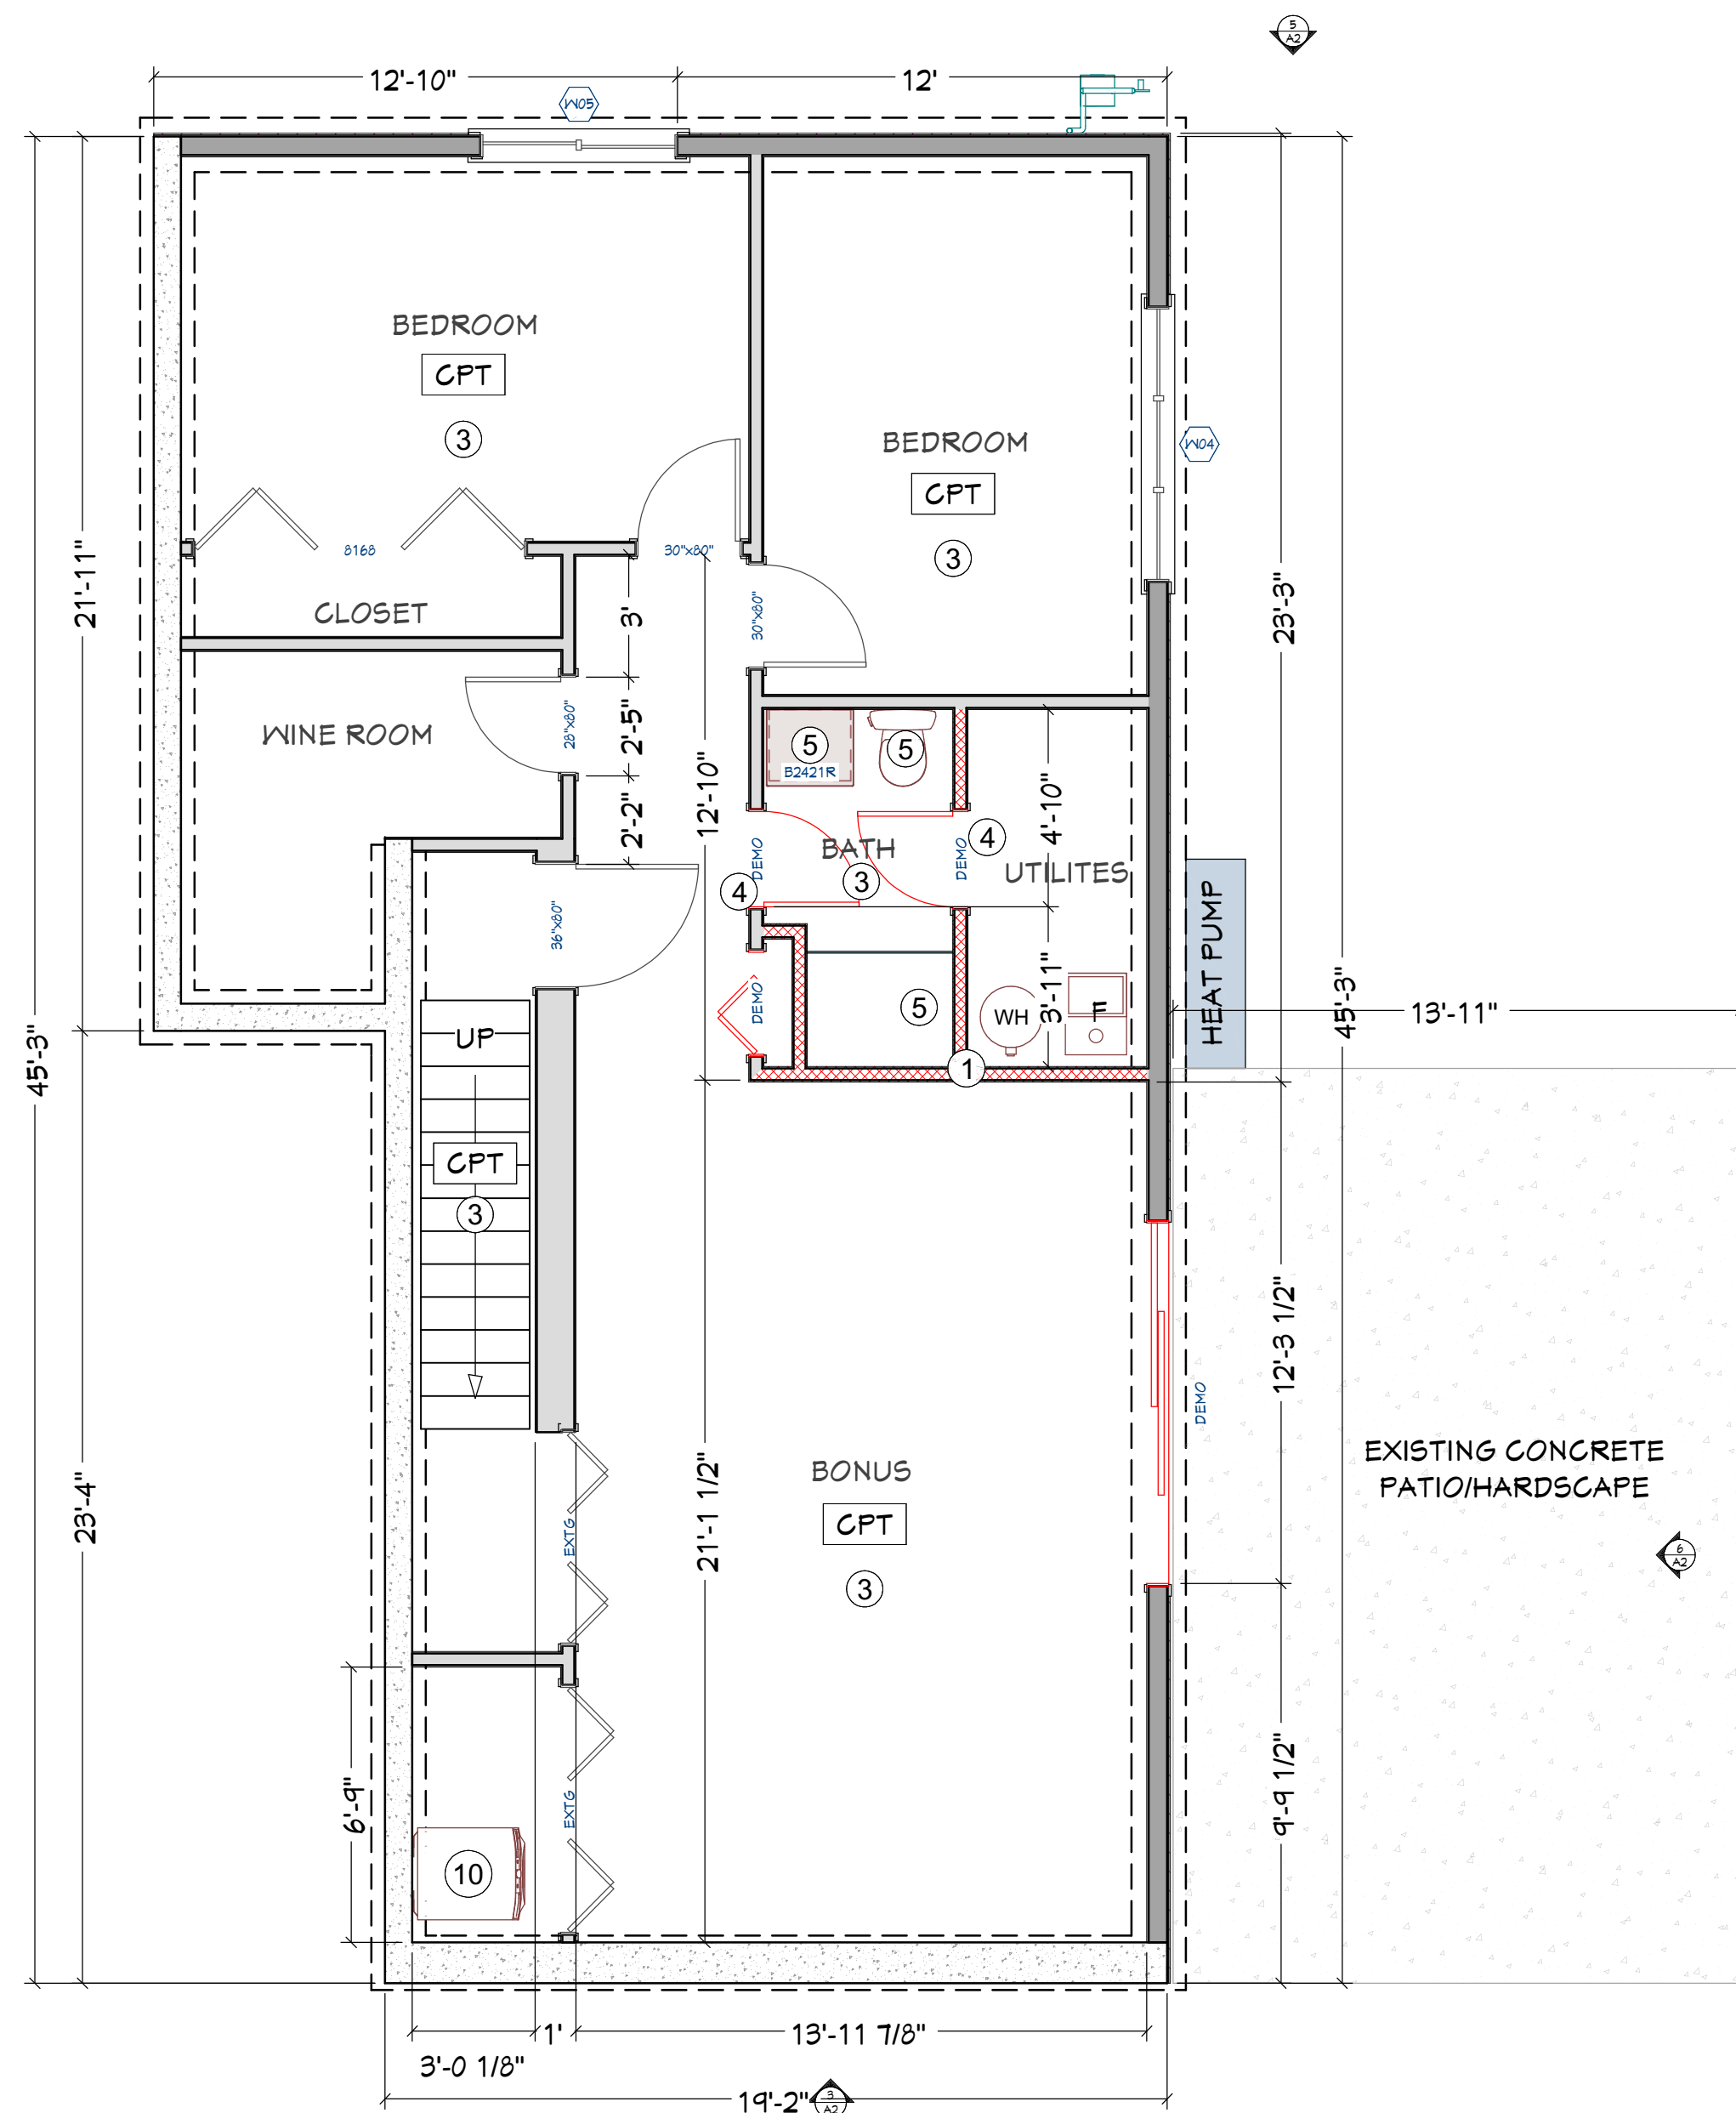 5
A2
12'-10"
12'
W05
BEDROOM
CPT
3
BEDROOM
CPT
3
W04
8168
30"x80"
CLOSET
3'
30"x80"
21'-11"
23'-3"
WINE ROOM
28"x80"
2'-5"
2'-2"
12'-10"
5
B2421R
5
4'-10"
DEMO
BATH
3
DEMO
4
UTILITES
4
36"x80"
HEAT PUMP
3'-11"
DEMO
5
WH
F
1
45'-3"
45'-3"
13'-11"
UP
CPT
3
12'-3 1/2"
DEMO
EXISTING CONCRETE
PATIO/HARDSCAPE
6
A2
BONUS
CPT
3
23'-4"
21'-1 1/2"
EXTG
EXTG
6'-9"
9'-9 1/2"
10
1'
13'-11 7/8"
3'-0 1/8"
19'-2"
3
A2